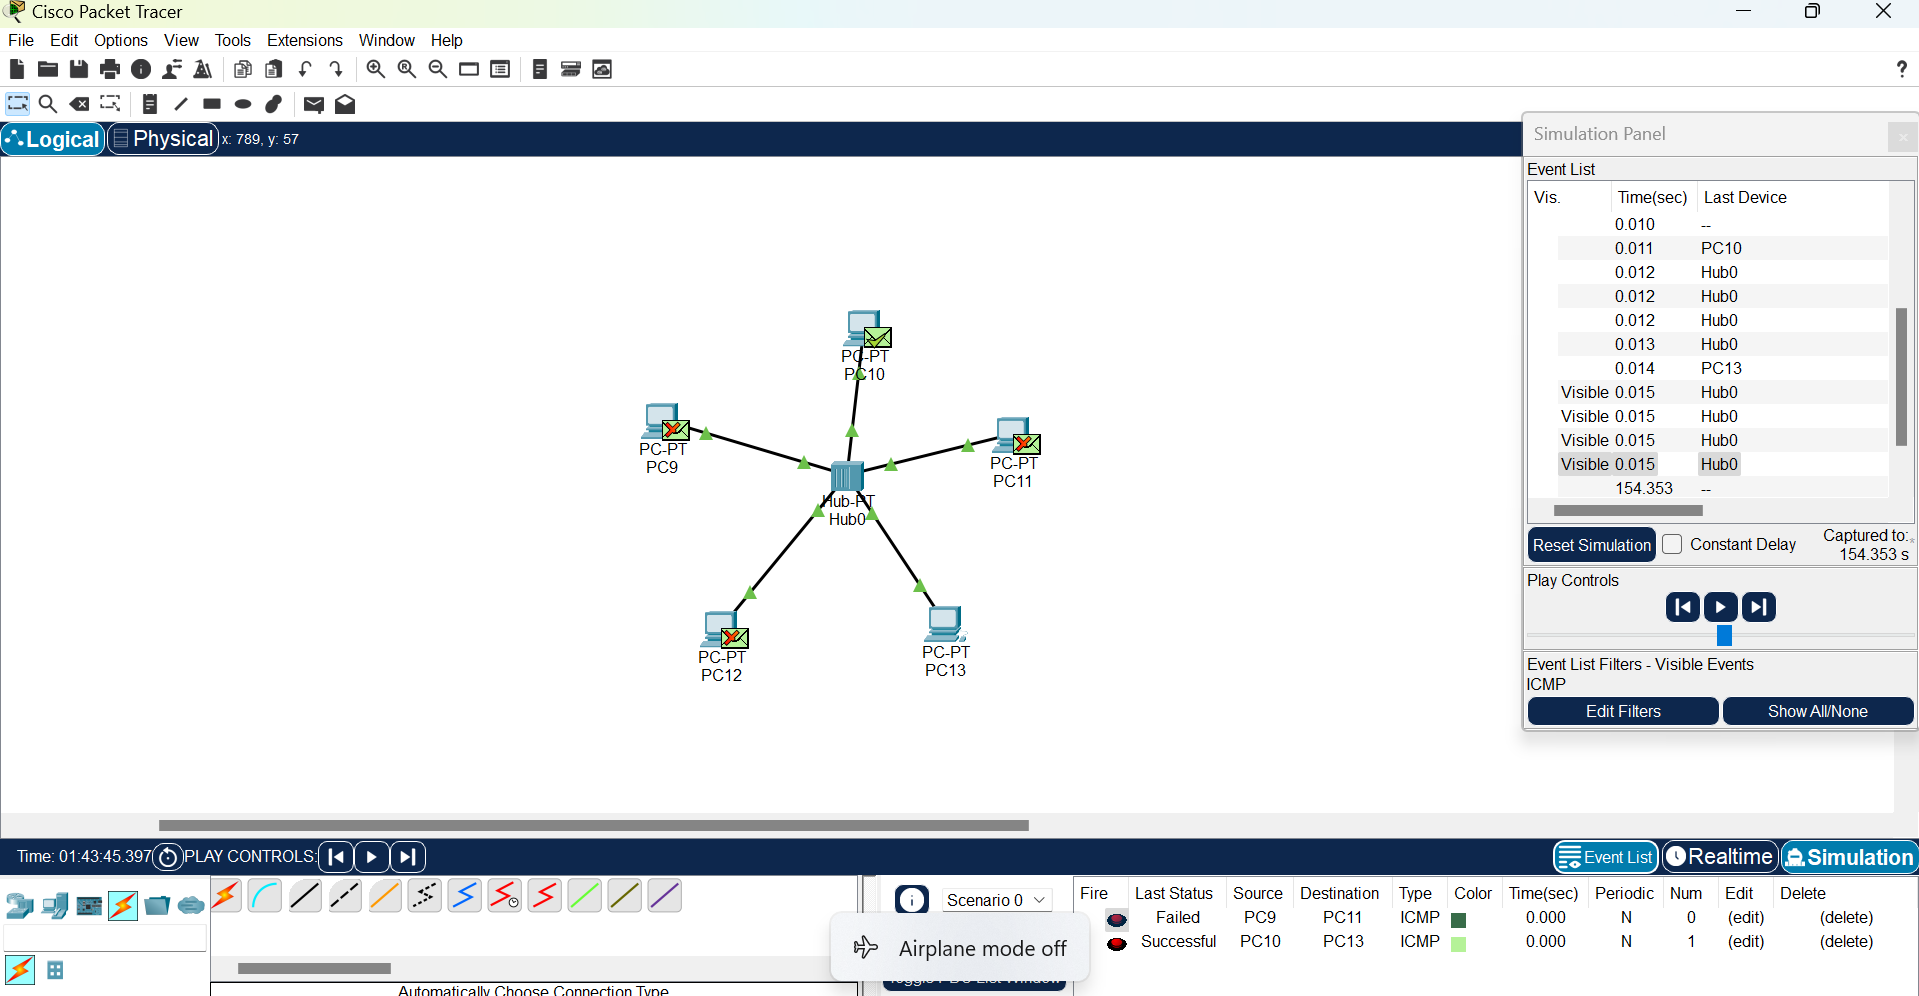 Cisco Packet Tracer
File Edit Options View Tools Extensions Window Help
Logical Physical x: 789, y: 57
Simulation Panel
Event List
Vis. Time(sec) Last Device
0.010 --
0.011 PC10
0.012 Hub0
0.012 Hub0
0.012 Hub0
0.013 Hub0
0.014 PC13
Visible 0.015 Hub0
Visible 0.015 Hub0
Visible 0.015 Hub0
Visible 0.015 Hub0
154.353 --
Reset Simulation Constant Delay Captured to:*
154.353 s
Play Controls
Event List Filters - Visible Events
ICMP
Edit Filters Show All/None
PC-PT
PC10
PC-PT
PC9
PC-PT
PC11
Hub-PT
Hub0
PC-PT
PC12
PC-PT
PC13
Time: 01:43:45.397 PLAY CONTROLS:
Event List Realtime Simulation
Scenario 0
Fire Last Status Source Destination Type Color Time(sec) Periodic Num Edit Delete
Failed PC9 PC11 ICMP 0.000 N 0 (edit) (delete)
Successful PC10 PC13 ICMP 0.000 N 1 (edit) (delete)
Airplane mode off
Toggle PDU List Window
Automatically Choose Connection Type